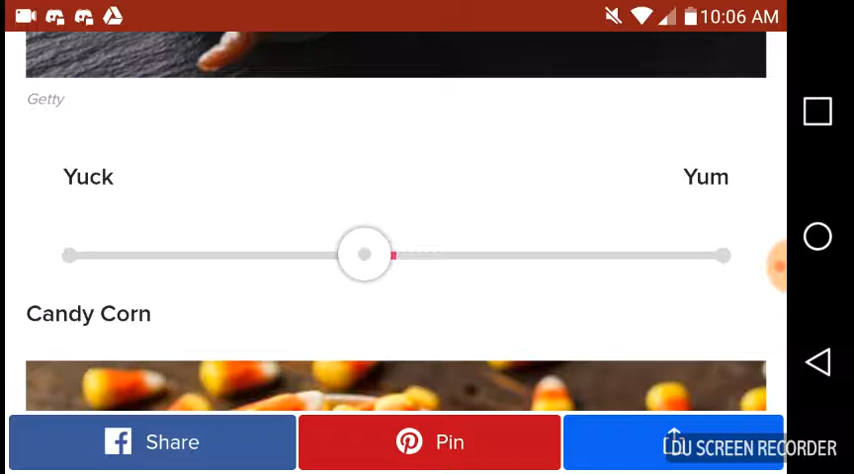 10:06 AM
Getty
Yuck
Yum
Candy Corn
Share
Pin
DU SCREEN RECORDER